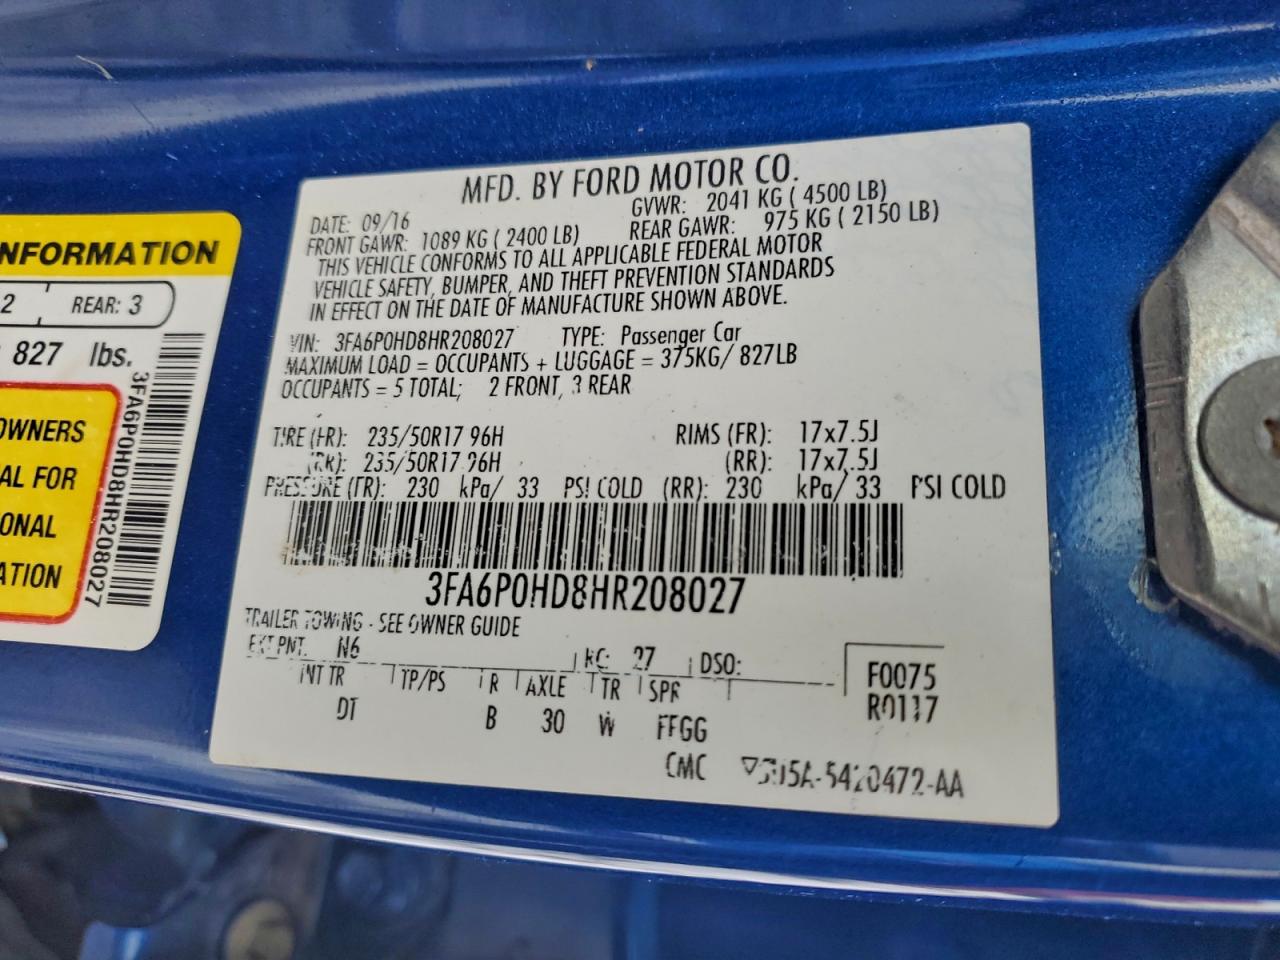 NFORMATION
2 REAR: 3
827 lbs.
OWNERS
AL FOR
ONAL
ATION
3FA6P0HD8HR208027
MFD. BY FORD MOTOR CO.
DATE: 09/16 GVWR: 2041 KG ( 4500 LB)
FRONT GAWR: 1089 KG ( 2400 LB) REAR GAWR: 975 KG ( 2150 LB)
THIS VEHICLE CONFORMS TO ALL APPLICABLE FEDERAL MOTOR
VEHICLE SAFETY, BUMPER, AND THEFT PREVENTION STANDARDS
IN EFFECT ON THE DATE OF MANUFACTURE SHOWN ABOVE.
VIN: 3FA6P0HD8HR208027 TYPE: Passenger Car
MAXIMUM LOAD = OCCUPANTS + LUGGAGE = 375KG/ 827LB
OCCUPANTS = 5 TOTAL; 2 FRONT, 3 REAR
TIRE (FR): 235/50R17 96H RIMS (FR): 17x7.5J
(RR): 235/50R17 96H (RR): 17x7.5J
PRESSURE (FR): 230 kPa/ 33 PSI COLD (RR): 230 kPa/ 33 PSI COLD
3FA6P0HD8HR208027
TRAILER TOWING - SEE OWNER GUIDE
EXT PNT: N6 RC: 27 DSO:
INT TR TP/PS R AXLE TR SPR F0075
DT B 30 W FFGG R0117
CMC